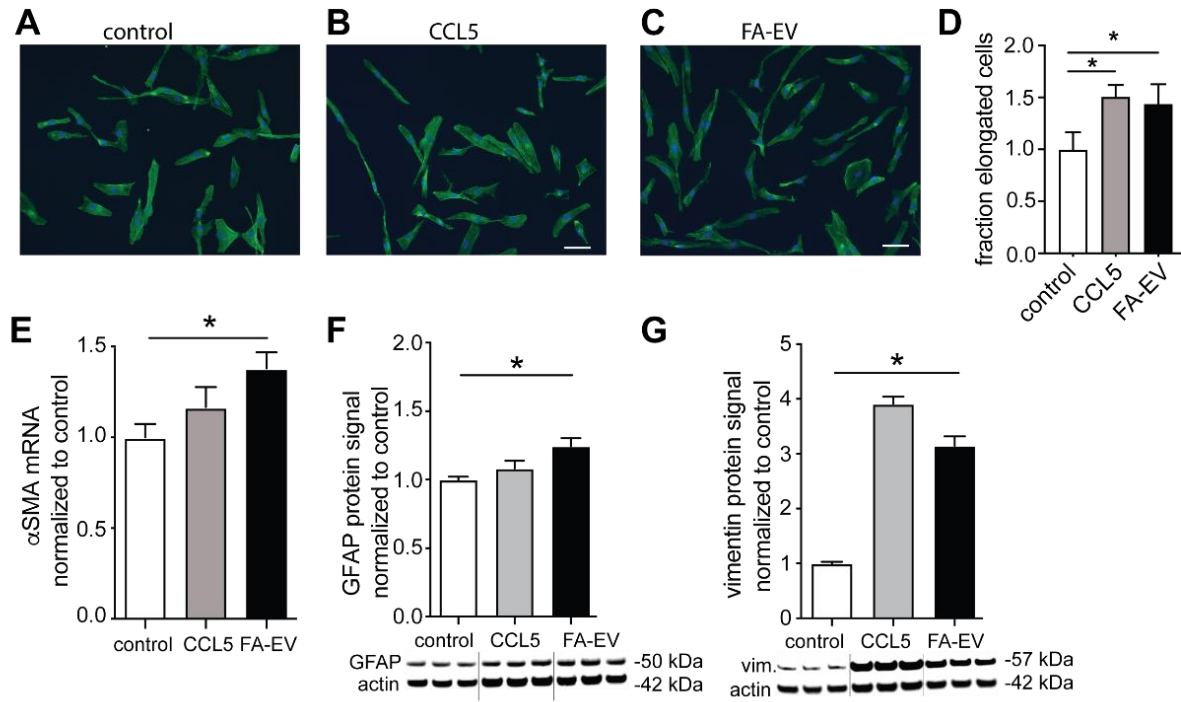 A
control
B
CCL5
C
FA-EV
D
fraction elongated cells
2.0
1.5
1.0
0.5
0.0
*
*
control
CCL5
FA-EV
E
αSMA mRNA
normalized to control
1.5
1.0
0.5
0.0
*
control CCL5 FA-EV
F
GFAP protein signal
normalized to control
2.0
1.5
1.0
0.5
0.0
*
control CCL5 FA-EV
GFAP -50 kDa
actin -42 kDa
G
vimentin protein signal
normalized to control
5
4
3
2
1
0
*
control CCL5 FA-EV
vim. -57 kDa
actin -42 kDa